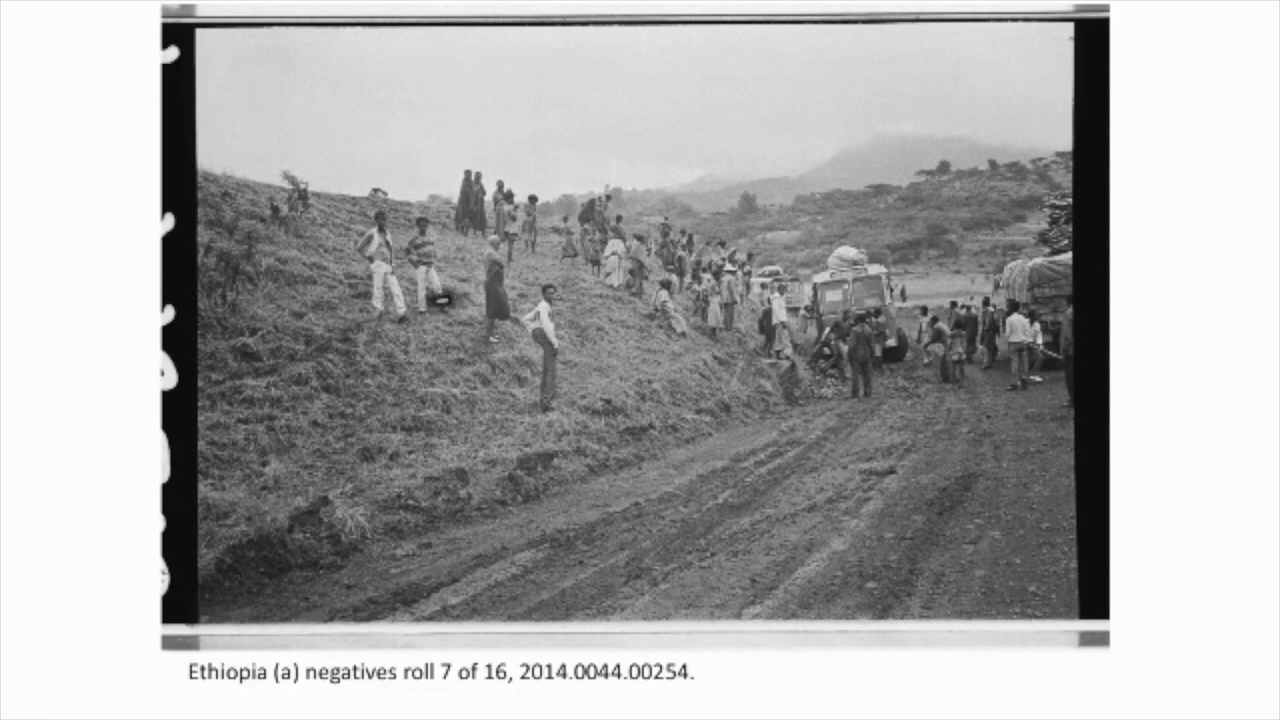 Ethiopia (a) negatives roll 7 of 16, 2014.0044.00254.